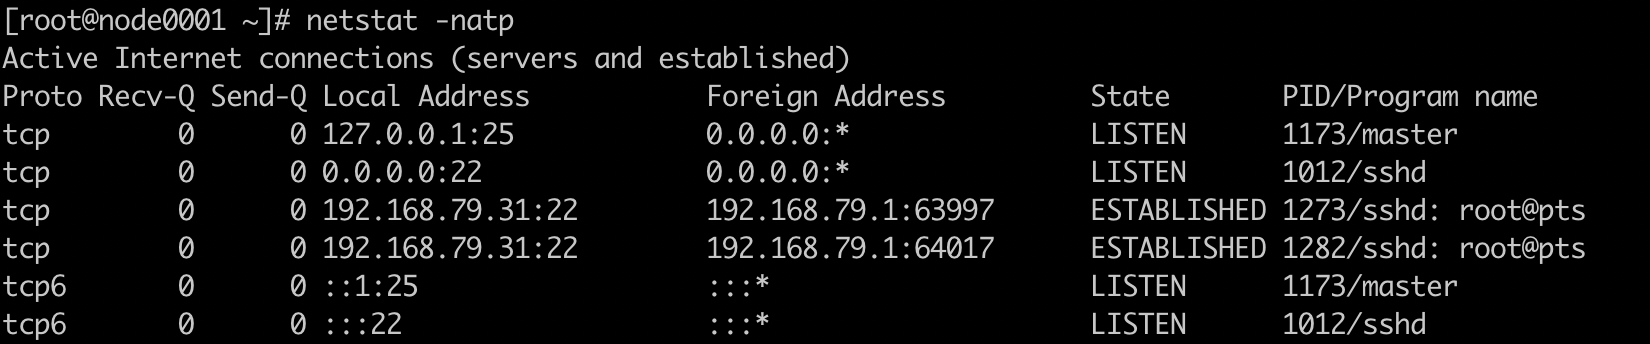 [root@node0001 ~]# netstat -natp
Active Internet connections (servers and established)
Proto Recv-Q Send-Q Local Address           Foreign Address         State       PID/Program name
tcp        0      0 127.0.0.1:25            0.0.0.0:*               LISTEN      1173/master
tcp        0      0 0.0.0.0:22              0.0.0.0:*               LISTEN      1012/sshd
tcp        0      0 192.168.79.31:22        192.168.79.1:63997      ESTABLISHED 1273/sshd: root@pts
tcp        0      0 192.168.79.31:22        192.168.79.1:64017      ESTABLISHED 1282/sshd: root@pts
tcp6       0      0 ::1:25                  :::*                    LISTEN      1173/master
tcp6       0      0 :::22                   :::*                    LISTEN      1012/sshd